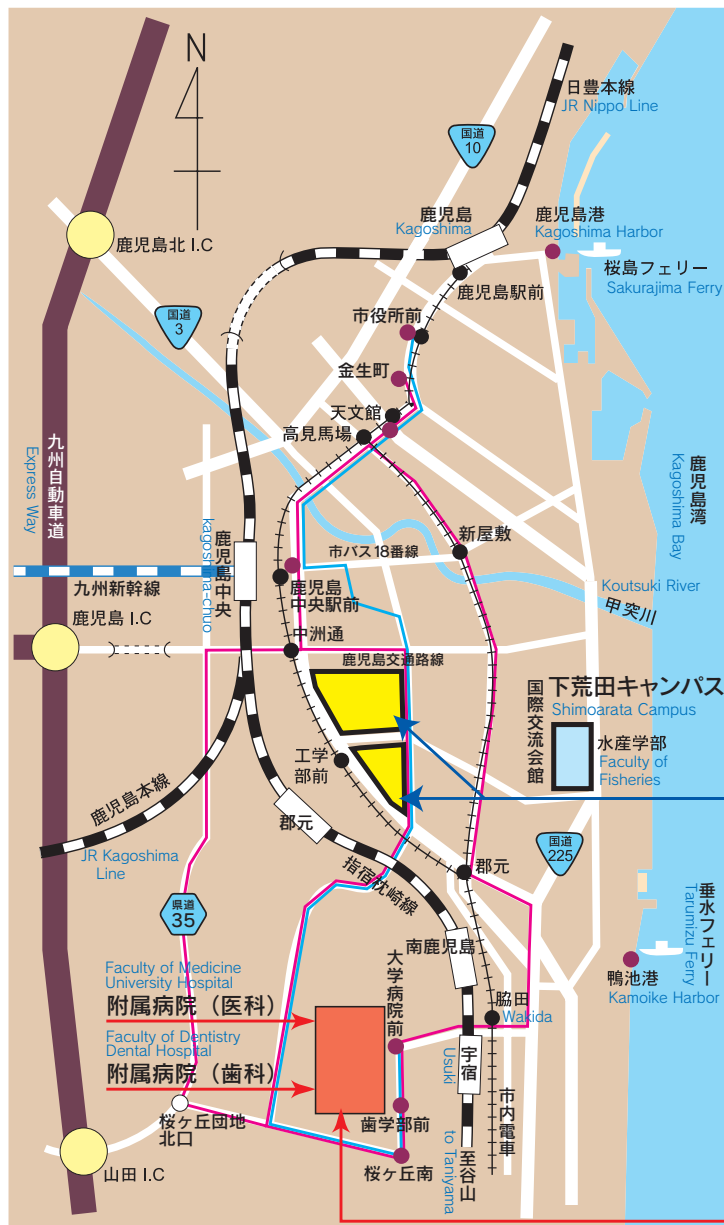 N
日豊本線
JR Nippo Line
国道
10
鹿児島
Kagoshima
鹿児島港
Kagoshima Harbor
鹿児島北 I.C
桜島フェリー
Sakurajima Ferry
鹿児島駅前
国道
3
市役所前
金生町
天文館
高見馬場
九州自動車道
Express Way
鹿児島湾
Kagoshima Bay
新屋敷
市バス18番線
鹿児島中央
kagoshima-chuo
九州新幹線
鹿児島
中央駅前
Koutsuki River
甲突川
鹿児島 I.C
中洲通
鹿児島交通路線
国際交流会館
下荒田キャンパス
Shimoarata Campus
水産学部
Faculty of
Fisheries
工学
部前
鹿児島本線
JR Kagoshima
Line
郡元
指宿枕崎線
郡元
国道
225
県道
35
南鹿児島
垂水フェリー
Tarumizu Ferry
鴨池港
Kamoike Harbor
大学病院前
Faculty of Medicine
University Hospital
附属病院（医科）
Faculty of Dentistry
Dental Hospital
附属病院（歯科）
脇田
Wakida
宇宿
Usuki
市内電車
桜ヶ丘団地
北口
歯学部前
桜ヶ丘南
至谷山
to Taniyama
山田 I.C